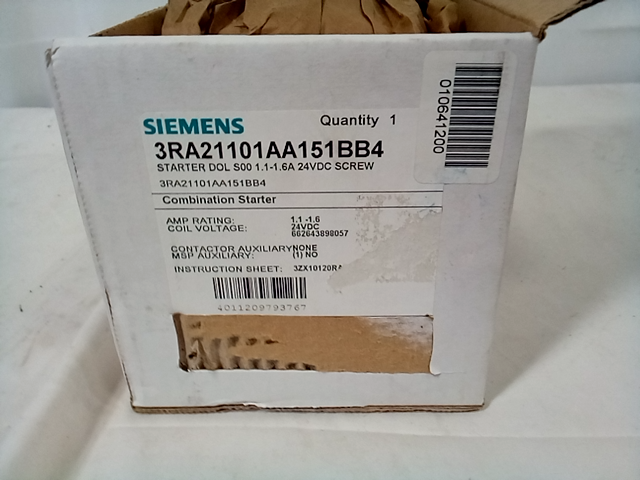 SIEMENS
Quantity 1
3RA21101AA151BB4
STARTER DOL S00 1.1-1.6A 24VDC SCREW
3RA21101AA151BB4
Combination Starter
AMP RATING: 1.1 -1.6
COIL VOLTAGE: 24VDC
662643898057
CONTACTOR AUXILIARY NONE
MSP AUXILIARY: (1) NO
INSTRUCTION SHEET: 3ZX10120RA
4011209793767
010641200